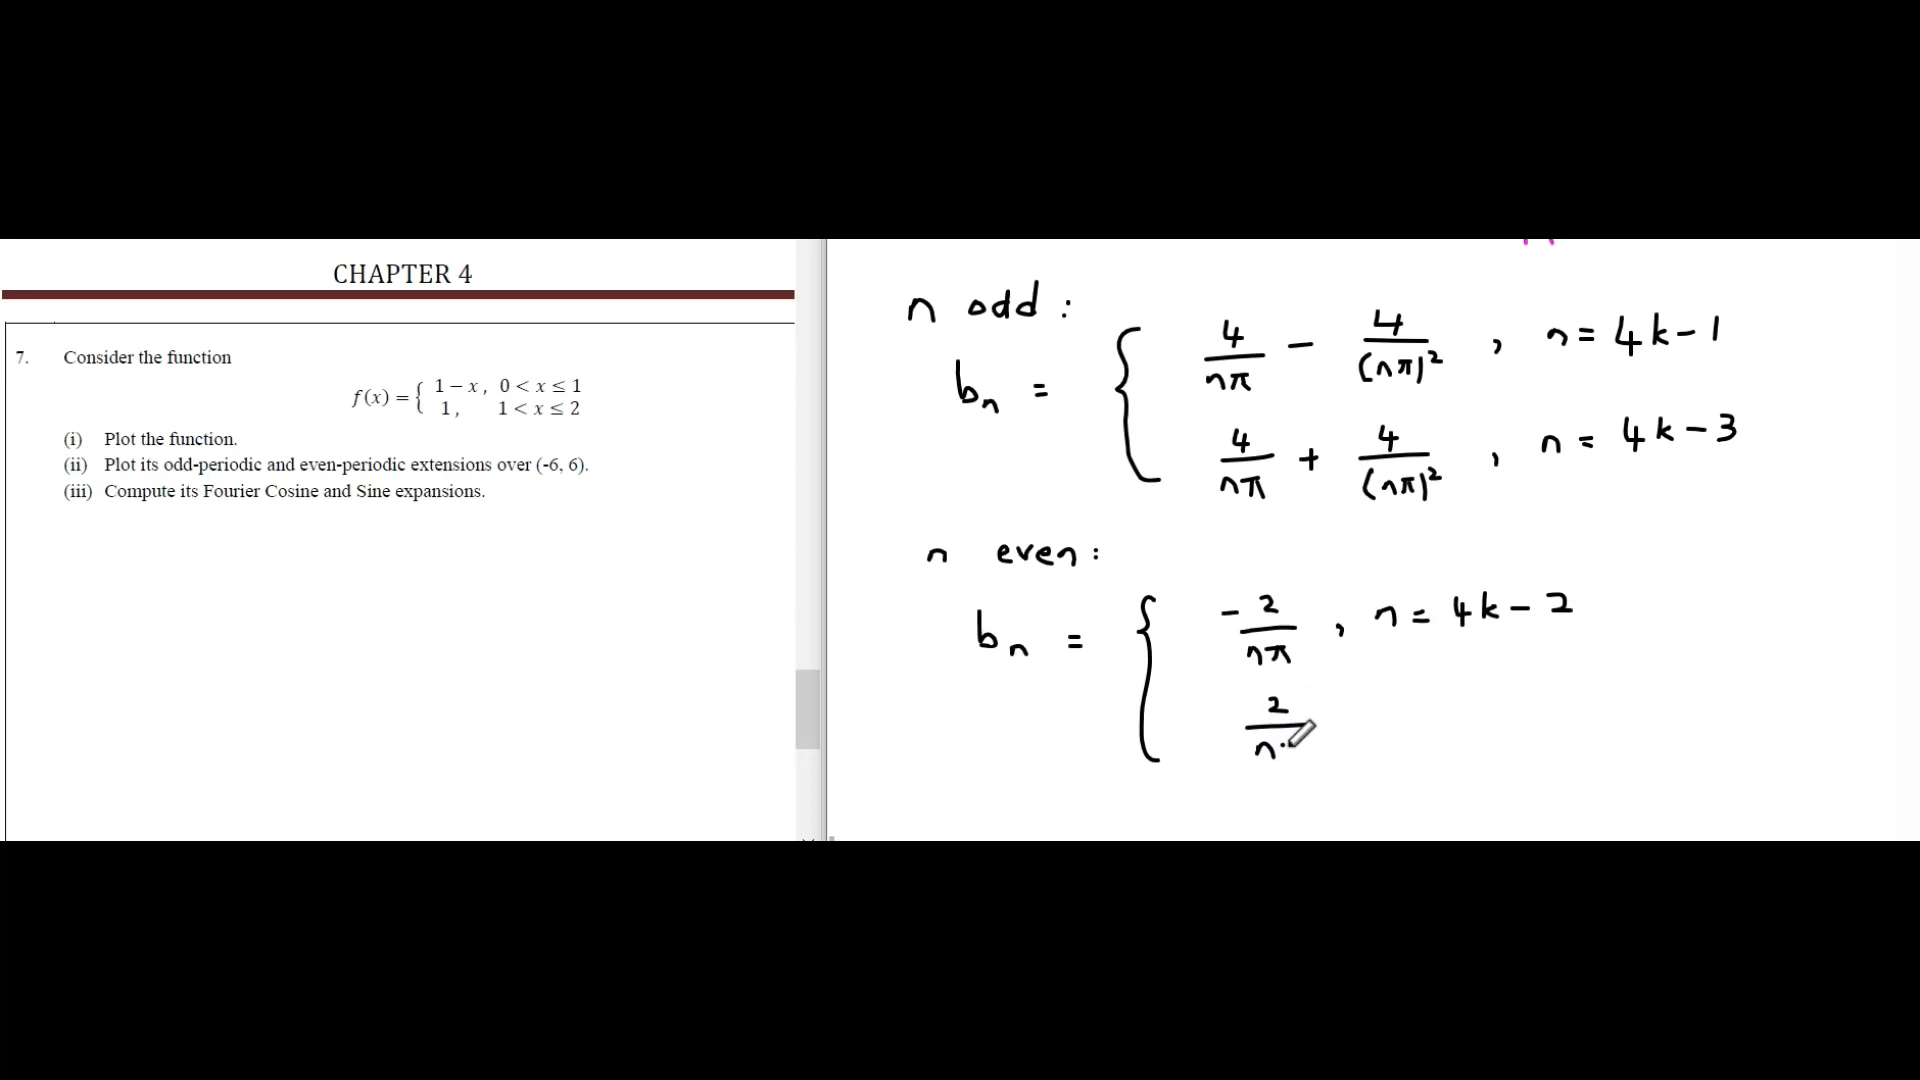 CHAPTER 4
7. Consider the function
f(x) = { 1 − x, 0 < x ≤ 1
1, 1 < x ≤ 2
(i) Plot the function.
(ii) Plot its odd-periodic and even-periodic extensions over (-6, 6).
(iii) Compute its Fourier Cosine and Sine expansions.
n odd:
bn = { 4/nπ − 4/(nπ)², n = 4k − 1
4/nπ + 4/(nπ)², n = 4k − 3
n even:
bn = { −2/nπ, n = 4k − 2
2/n